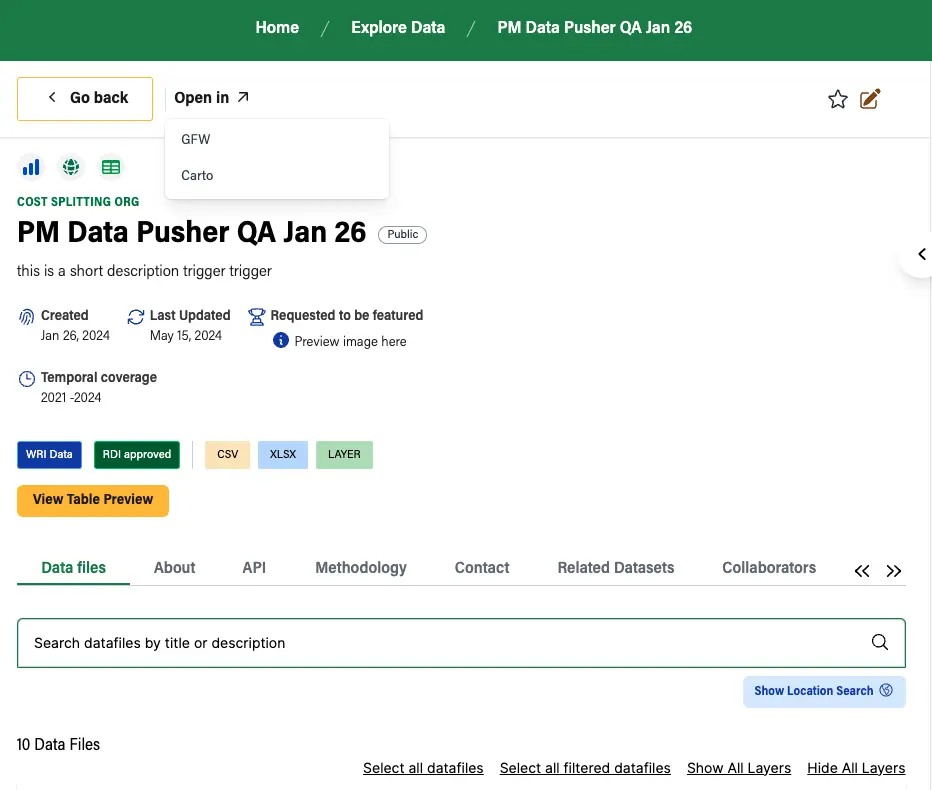 Home / Explore Data / PM Data Pusher QA Jan 26
Go back
Open in
GFW
Carto
COST SPLITTING ORG
PM Data Pusher QA Jan 26 Public
this is a short description trigger trigger
Created Last Updated Requested to be featured
Jan 26, 2024 May 15, 2024 Preview image here
Temporal coverage
2021 -2024
WRI Data RDI approved CSV XLSX LAYER
View Table Preview
Data files About API Methodology Contact Related Datasets Collaborators
Search datafiles by title or description
Show Location Search
10 Data Files
Select all datafiles Select all filtered datafiles Show All Layers Hide All Layers